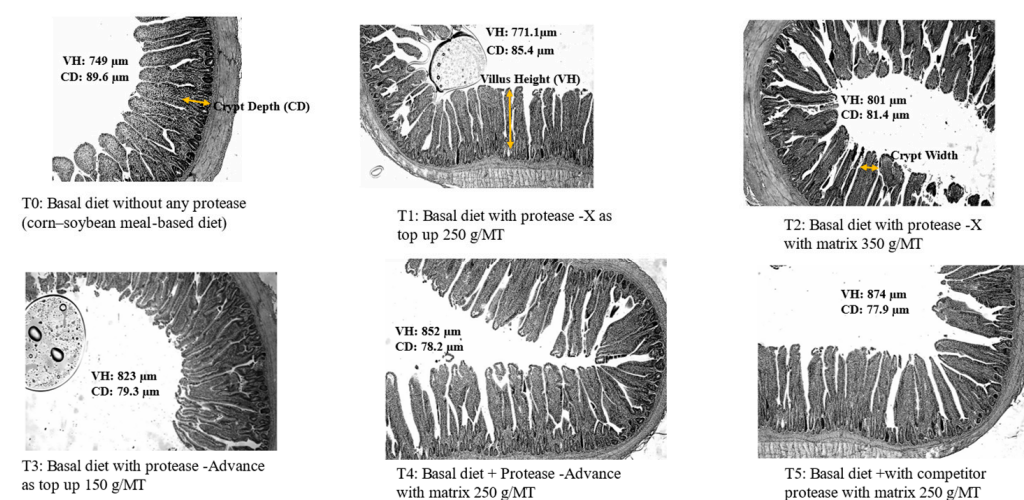 VH: 749 µm
CD: 89.6 µm
Crypt Depth (CD)
T0: Basal diet without any protease
(corn–soybean meal-based diet)
VH: 771.1µm
CD: 85.4 µm
Villus Height (VH)
T1: Basal diet with protease -X as
top up 250 g/MT
VH: 801 µm
CD: 81.4 µm
Crypt Width
T2: Basal diet with protease -X
with matrix 350 g/MT
VH: 823 µm
CD: 79.3 µm
T3: Basal diet with protease -Advance
as top up 150 g/MT
VH: 852 µm
CD: 78.2 µm
T4: Basal diet + Protease -Advance
with matrix 250 g/MT
VH: 874 µm
CD: 77.9 µm
T5: Basal diet +with competitor
protease with matrix 250 g/MT